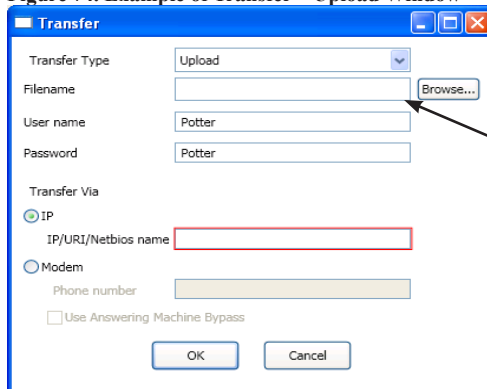 Transfer
Transfer Type Upload
Filename Browse...
User name Potter
Password Potter
Transfer Via
IP
IP/URI/Netbios name
Modem
Phone number
Use Answering Machine Bypass
OK Cancel